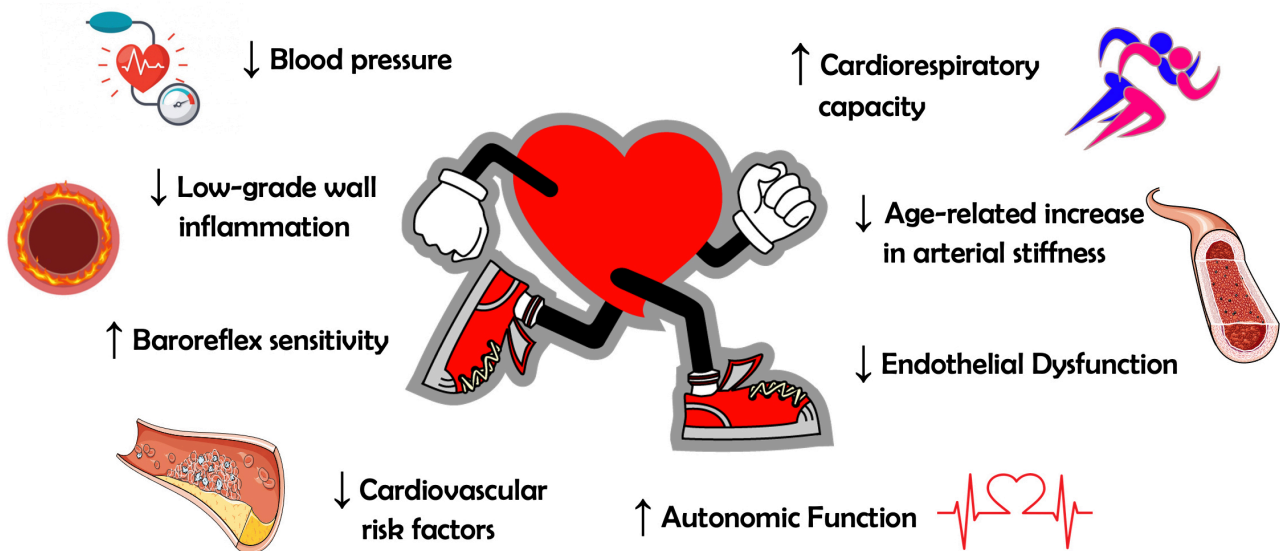 ↓ Blood pressure
↑ Cardiorespiratory
capacity
↓ Low-grade wall
inflammation
↓ Age-related increase
in arterial stiffness
↑ Baroreflex sensitivity
↓ Endothelial Dysfunction
↓ Cardiovascular
risk factors
↑ Autonomic Function